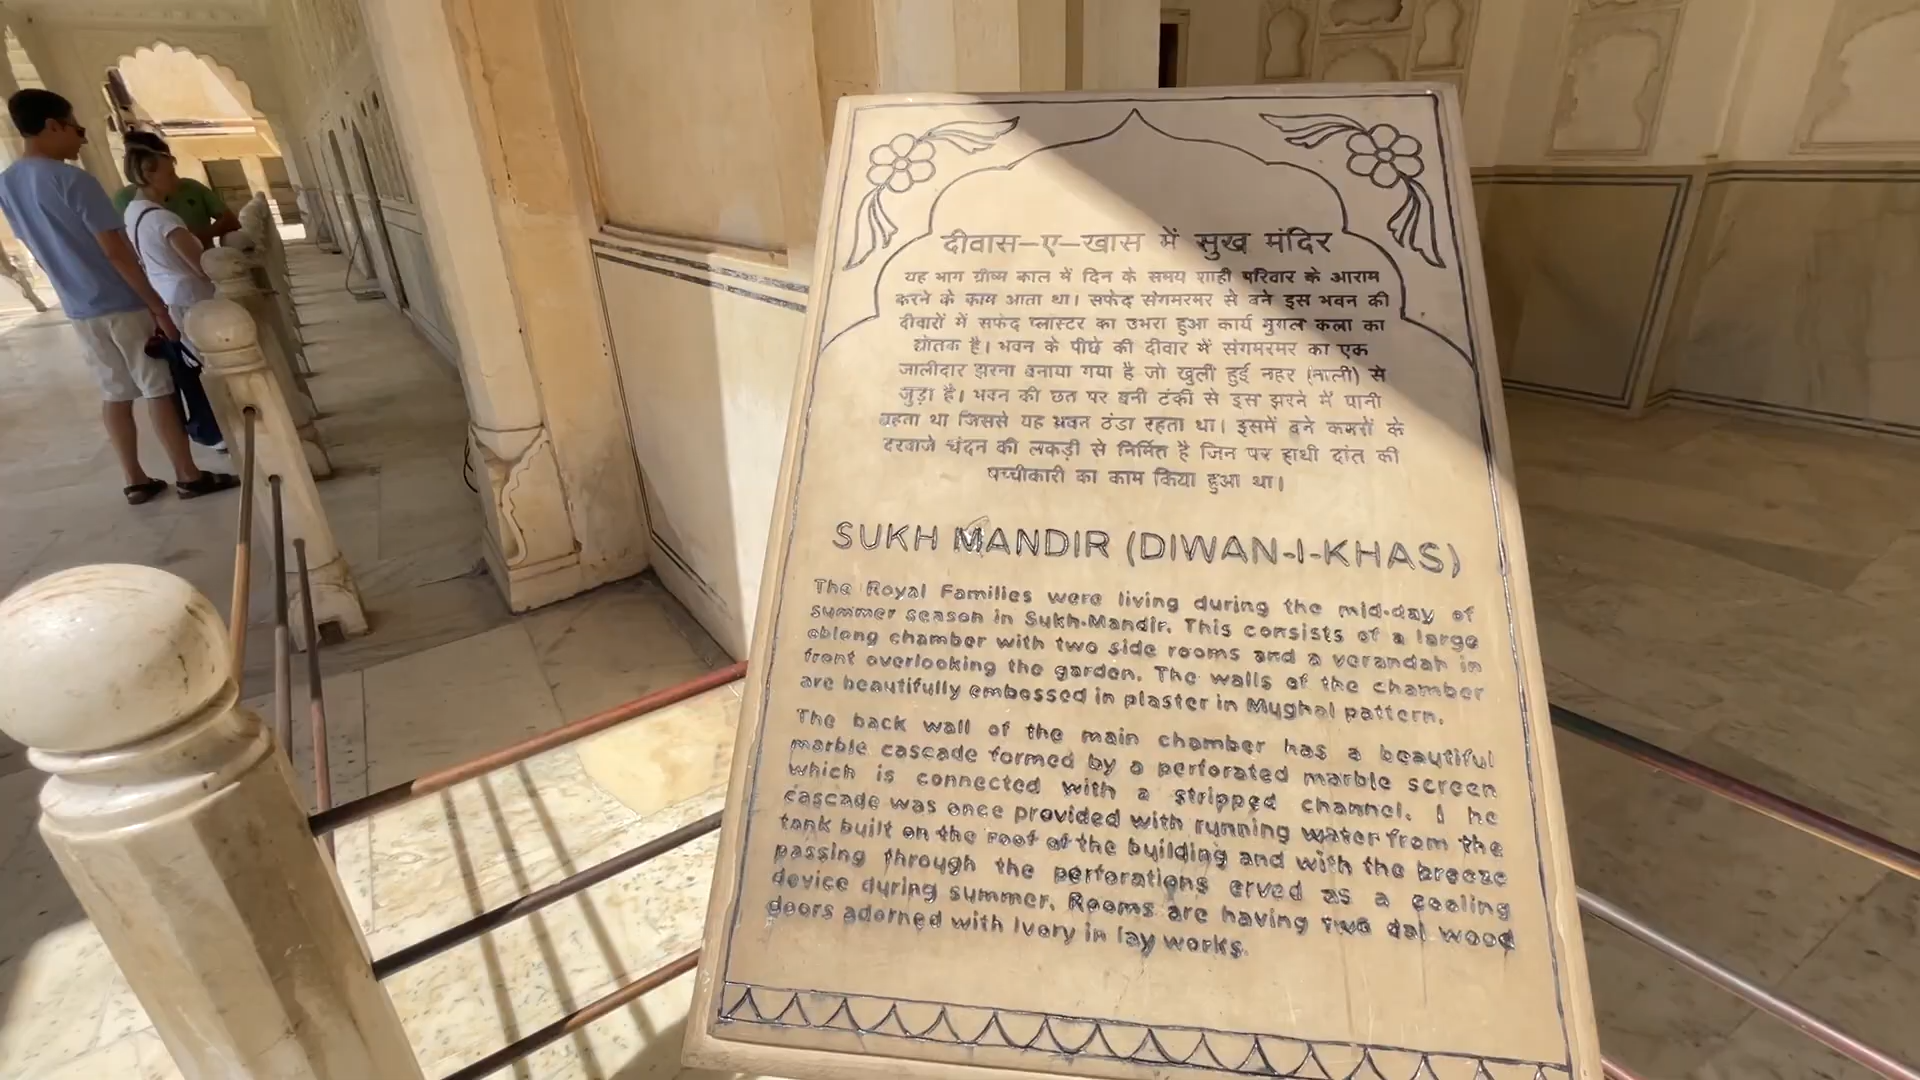 दीवास-ए-खास में सुख मंदिर
यह भाग ग्रीष्म काल में दिन के समय शाही परिवार के आराम
करने के काम आता था। सफेद संगमरमर से बने इस भवन की
दीवारों में सफेद प्लास्टर का उभरा हुआ कार्य मुगल कला का
द्योतक है। भवन के पीछे की दीवार में संगमरमर का एक
जालीदार झरना बनाया गया है जो खुली हुई नहर (नाली) से
जुड़ा है। भवन की छत पर बनी टंकी से इस झरने में पानी
बहता था जिससे यह भवन ठंडा रहता था। इसमें बने कमरों के
दरवाजे चंदन की लकड़ी से निर्मित है जिन पर हाथी दांत की
पच्चीकारी का काम किया हुआ था।
SUKH MANDIR (DIWAN-I-KHAS)
The Royal Families were living during the mid-day of
summer season in Sukh-Mandir. This consists of a large
oblong chamber with two side rooms and a verandah in
front overlooking the garden. The walls of the chamber
are beautifully embossed in plaster in Mughal pattern.
The back wall of the main chamber has a beautiful
marble cascade formed by a perforated marble screen
which is connected with a stripped channel. The
cascade was once provided with running water from the
tank built on the roof of the building and with the breeze
passing through the perforations erved as a cooling
device during summer. Rooms are having two dal wood
doors adorned with Ivory in lay works.